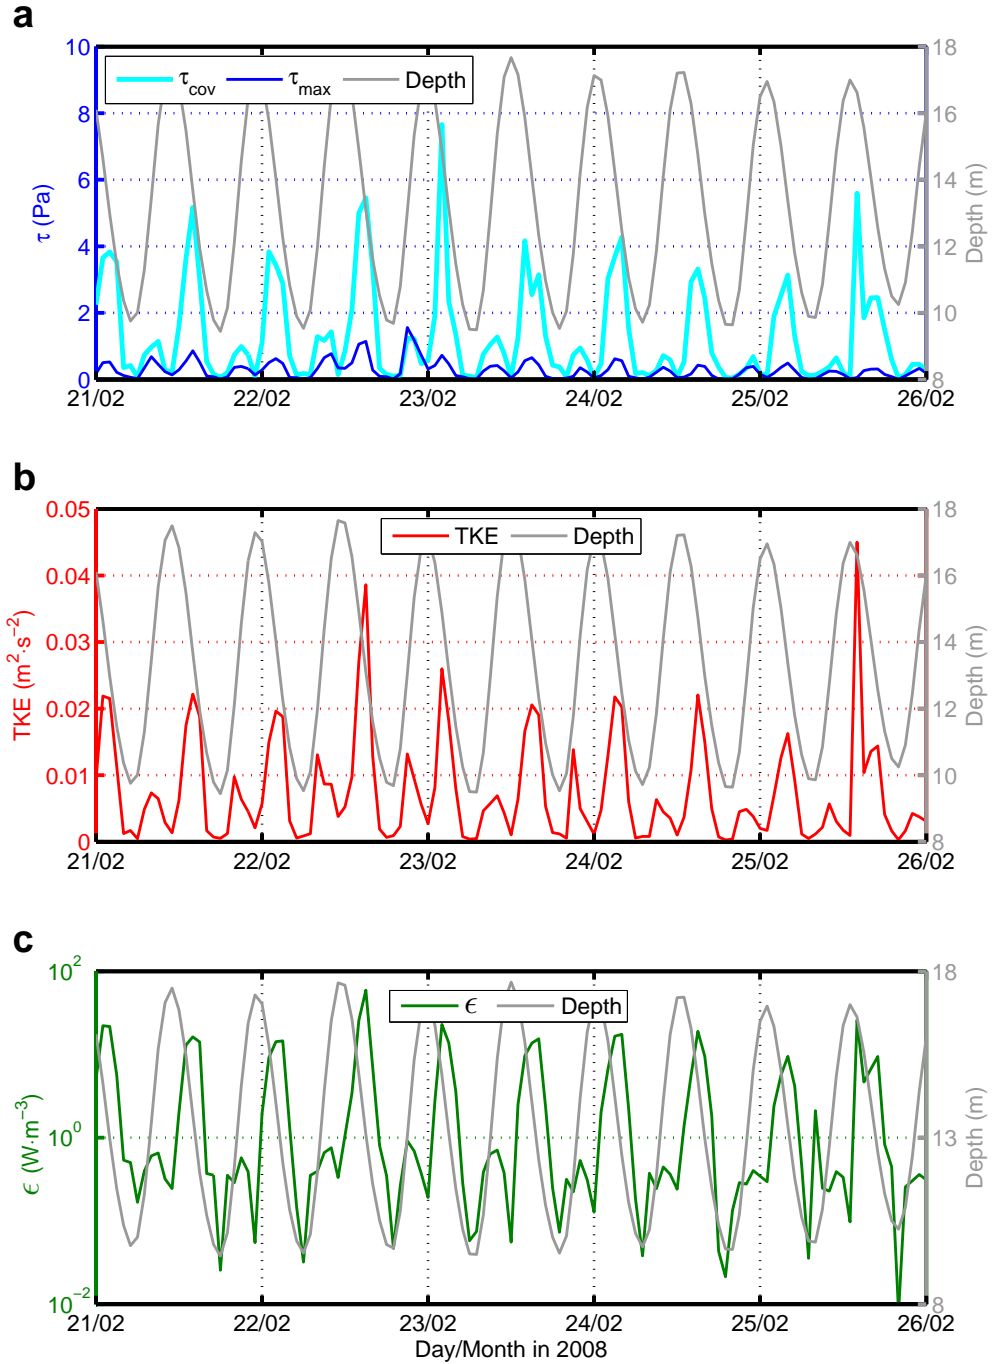 a
10
8
6
4
2
0
τ (Pa)
τcov τmax Depth
18
16
14
12
10
8
Depth (m)
21/02 22/02 23/02 24/02 25/02 26/02
b
0.05
0.04
0.03
0.02
0.01
0
TKE (m²·s⁻²)
TKE Depth
18
16
14
12
10
8
Depth (m)
21/02 22/02 23/02 24/02 25/02 26/02
c
10²
10⁰
10⁻²
ϵ (W·m⁻³)
ϵ Depth
18
13
8
Depth (m)
21/02 22/02 23/02 24/02 25/02 26/02
Day/Month in 2008